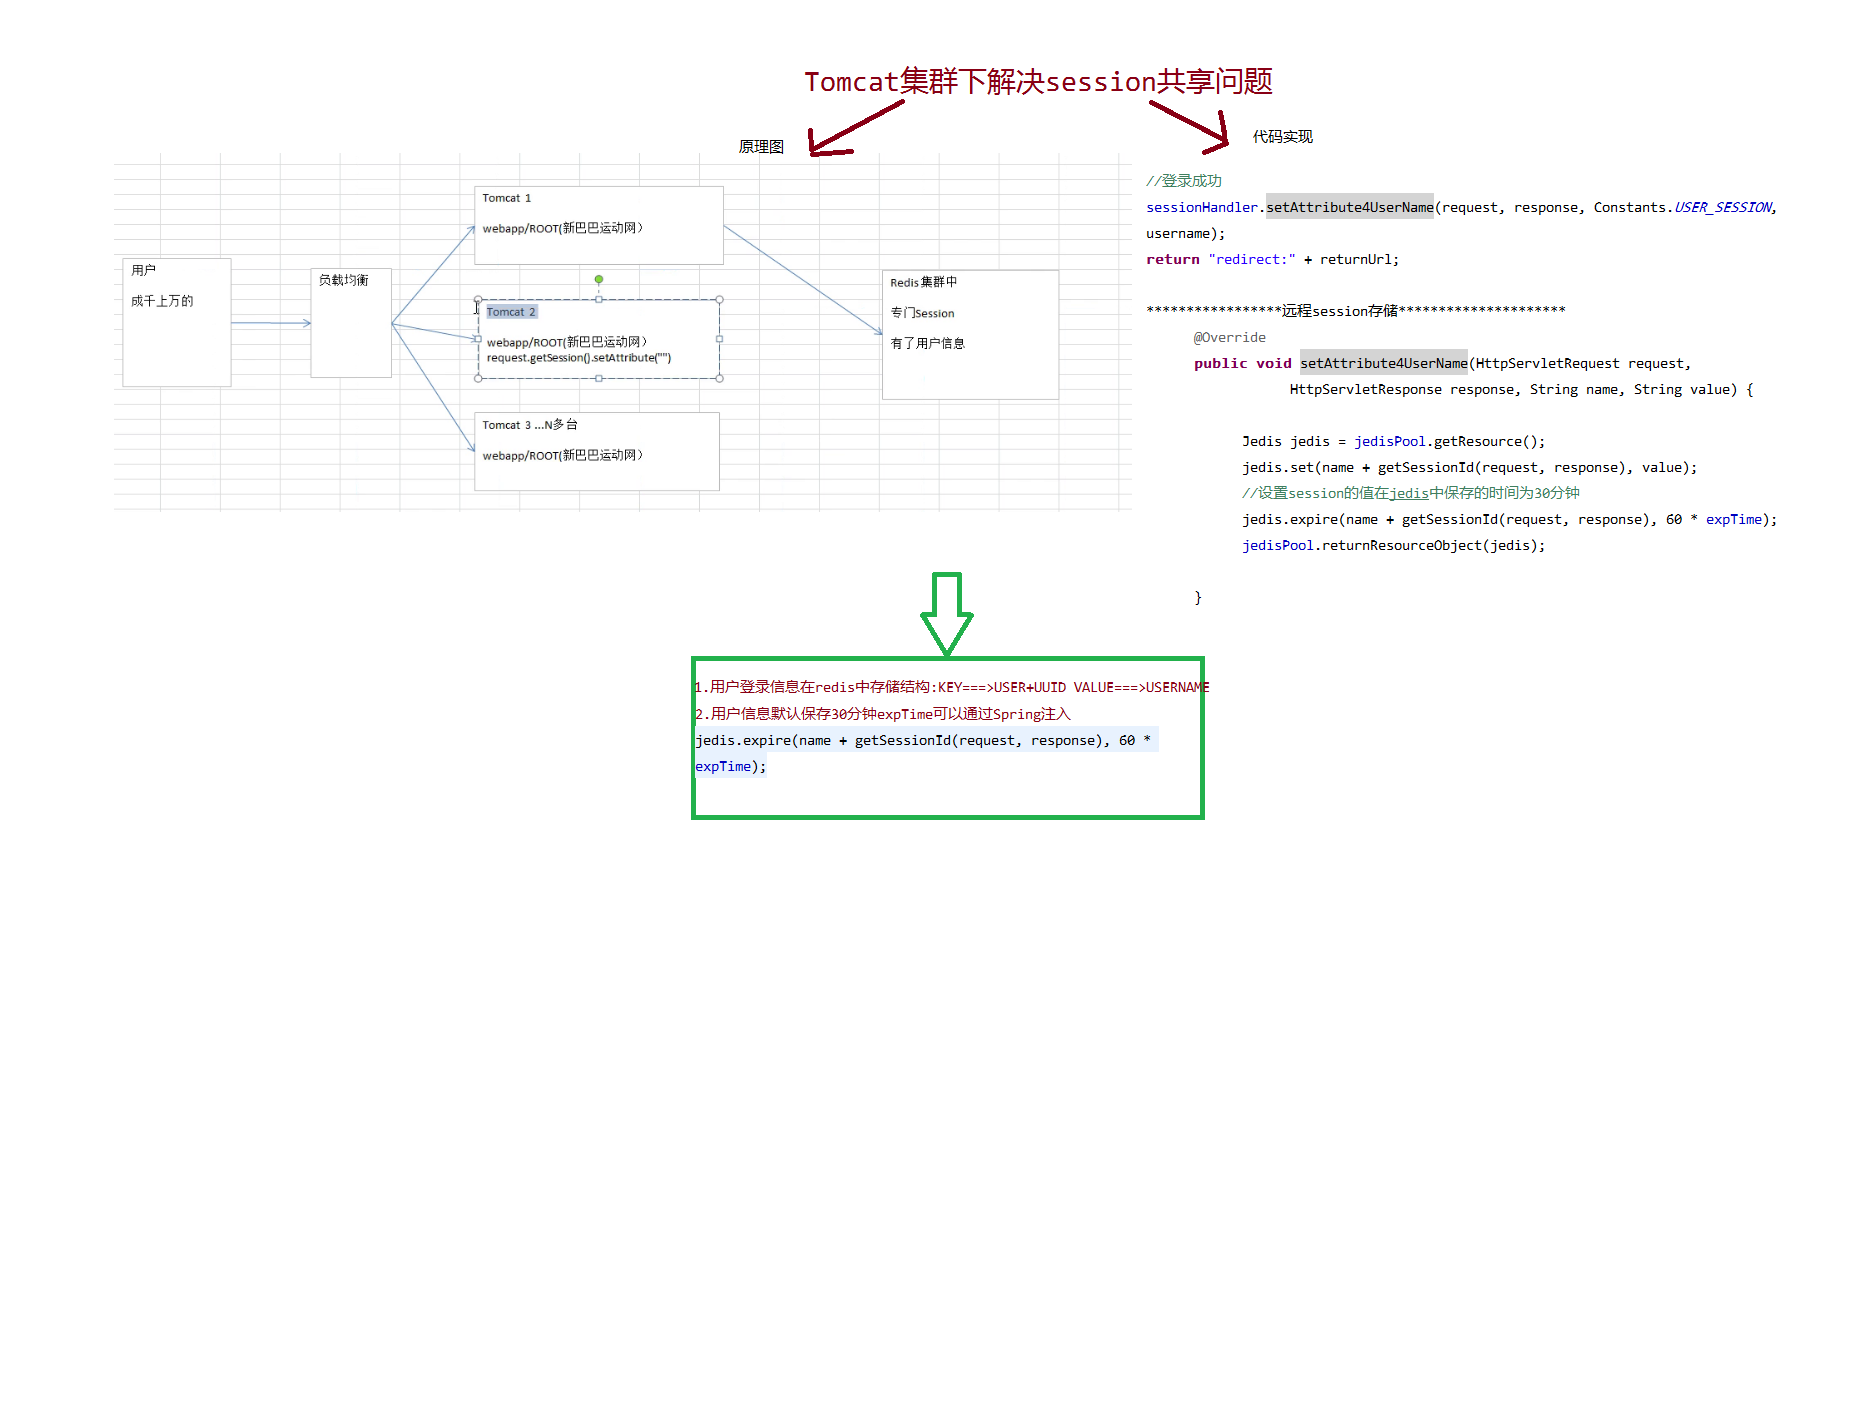 Tomcat集群下解决session共享问题
原理图
用户
成千上万的
负载均衡
Tomcat 1
webapp/ROOT(新巴巴运动网）
Tomcat 2
webapp/ROOT(新巴巴运动网）
request.getSession().setAttribute("")
Tomcat 3 ...N多台
webapp/ROOT(新巴巴运动网）
Redis集群中
专门Session
有了用户信息
代码实现
//登录成功
sessionHandler.setAttribute4UserName(request, response, Constants.USER_SESSION,
username);
return "redirect:" + returnUrl;
*****************远程session存储*********************
@Override
public void setAttribute4UserName(HttpServletRequest request,
HttpServletResponse response, String name, String value) {
Jedis jedis = jedisPool.getResource();
jedis.set(name + getSessionId(request, response), value);
//设置session的值在jedis中保存的时间为30分钟
jedis.expire(name + getSessionId(request, response), 60 * expTime);
jedisPool.returnResourceObject(jedis);
}
1.用户登录信息在redis中存储结构:KEY===>USER+UUID VALUE===>USERNAME
2.用户信息默认保存30分钟expTime可以通过Spring注入
jedis.expire(name + getSessionId(request, response), 60 *
expTime);